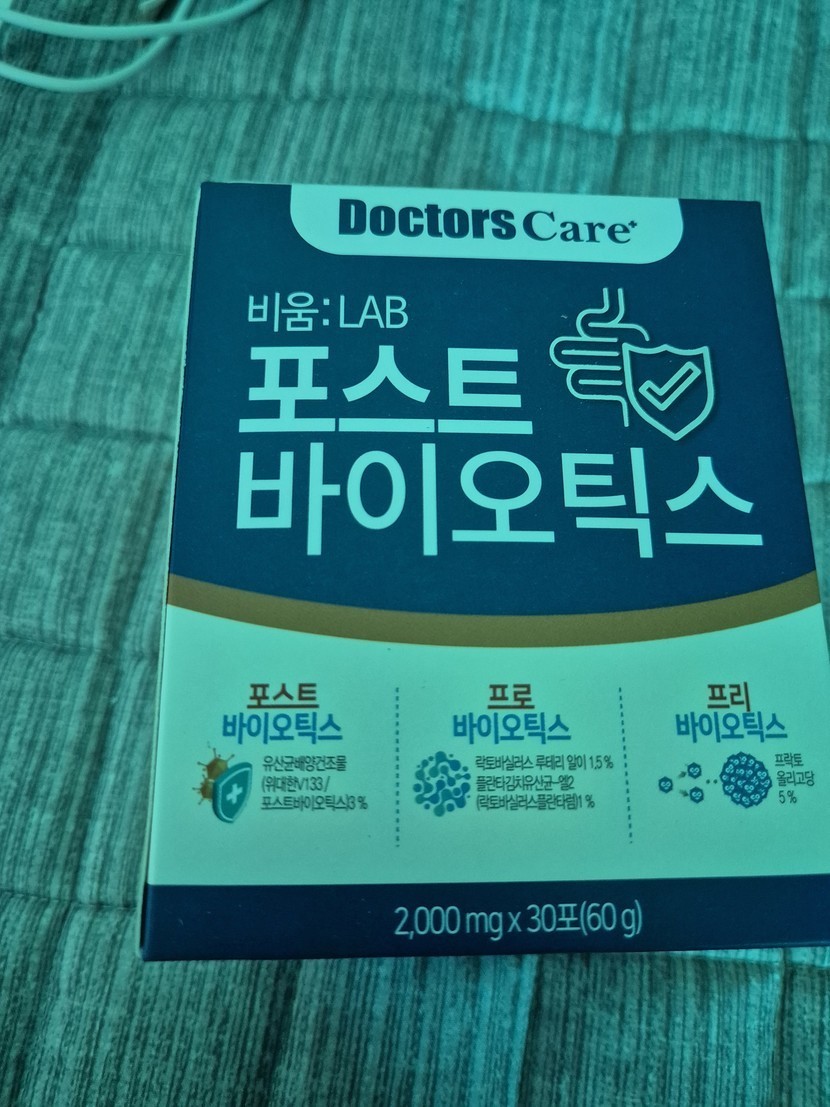 Doctors Care+
비움:LAB
포스트
바이오틱스
포스트
바이오틱스
유산균배양건조물
(위대한V133 /
포스트바이오틱스)3 %
프로
바이오틱스
락토바실러스 루테리 알이 1.5 %
플란타김치유산균-엘2
(락토바실러스플란타럼)1 %
프리
바이오틱스
프락토
올리고당
5 %
2,000 mg x 30포(60 g)